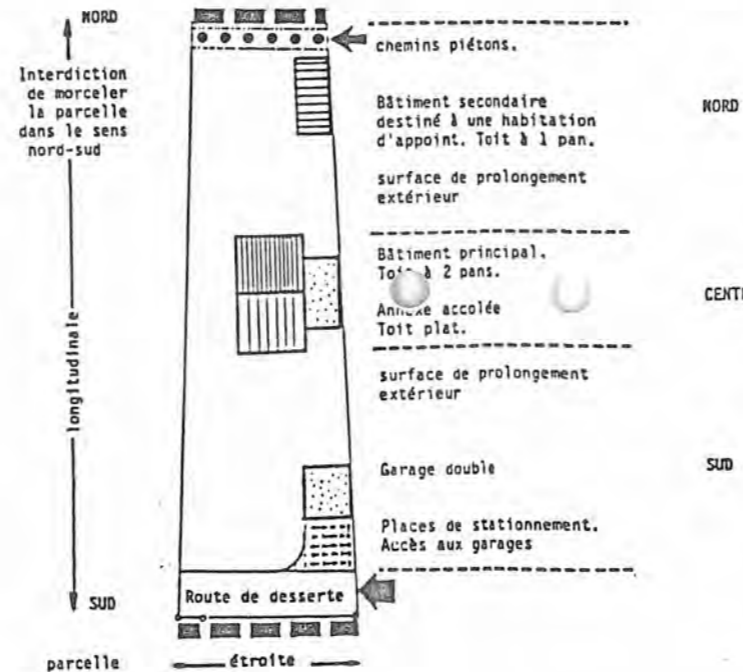 NORD
Interdiction
de morceler
la parcelle
dans le sens
nord-sud
longitudinale
SUD
parcelle
étroite
Route de desserte
chemins piétons.
Bâtiment secondaire
destiné à une habitation
d'appoint. Toit à 1 pan.
surface de prolongement
extérieur
Bâtiment principal.
Toit à 2 pans.
Annexe accolée
Toit plat.
surface de prolongement
extérieur
Garage double
Places de stationnement.
Accès aux garages
NORD
CENT
SUD